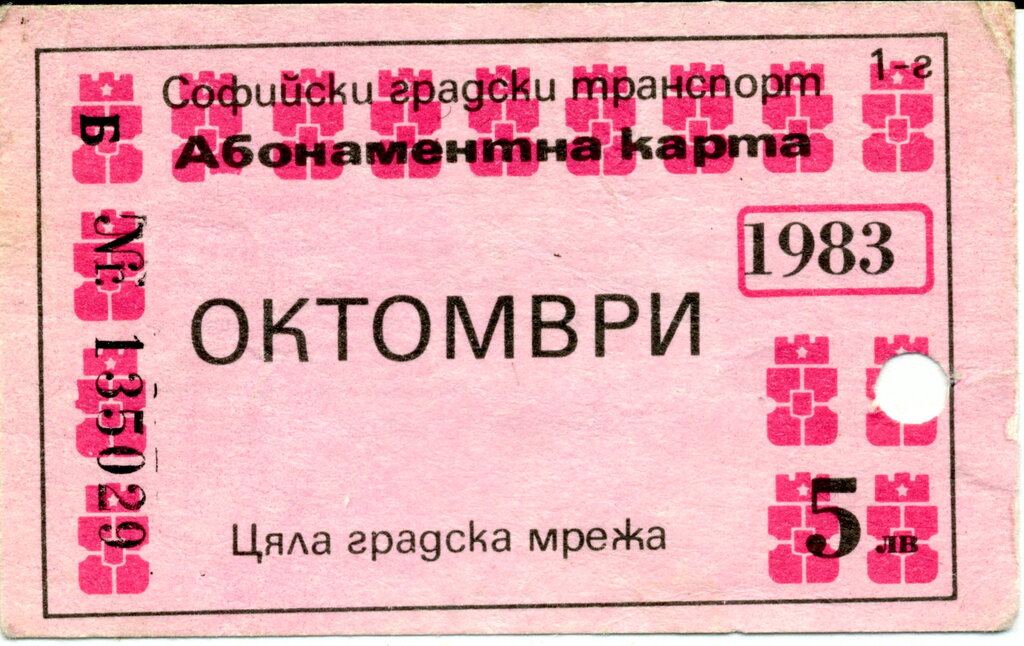 1-г
Софийски градски транспорт
Абонаментна карта
1983
ОКТОМВРИ
Цяла градска мрежа
5 лв
Б № 135029